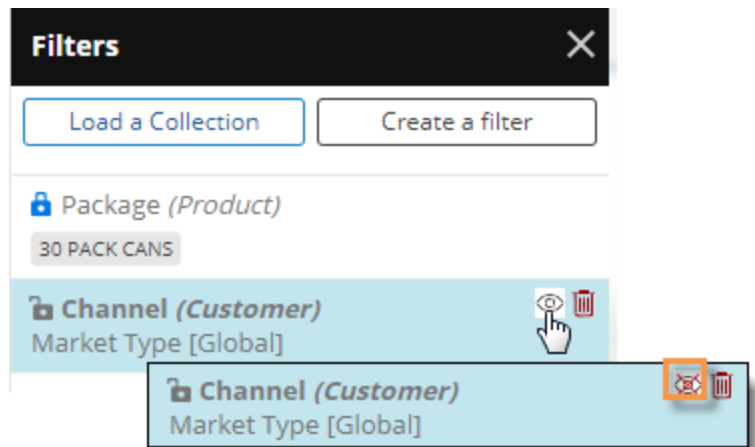 Filters
Load a Collection
Create a filter
Package (Product)
30 PACK CANS
Channel (Customer)
Market Type [Global]
Channel (Customer)
Market Type [Global]